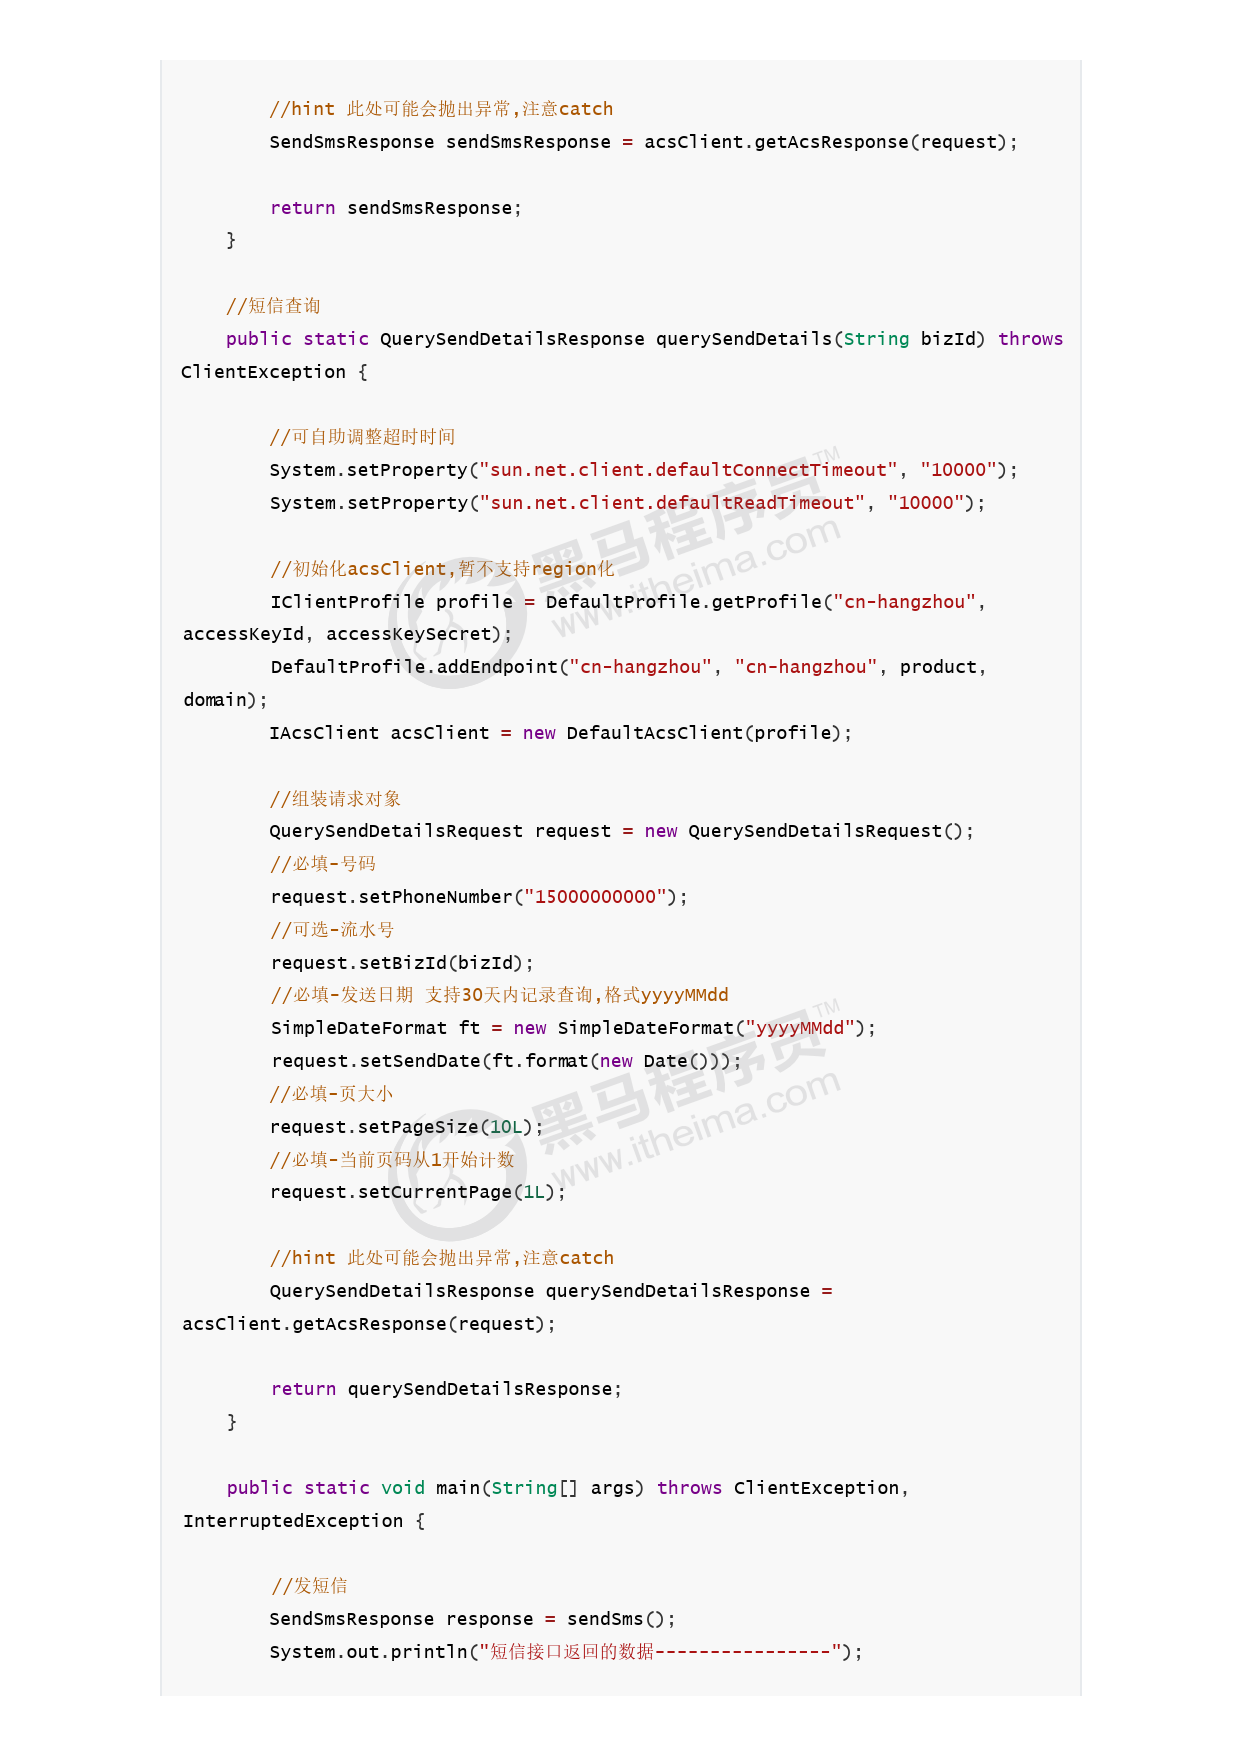 //hint 此处可能会抛出异常,注意catch
SendSmsResponse sendSmsResponse = acsClient.getAcsResponse(request);
return sendSmsResponse;
}
//短信查询
public static QuerySendDetailsResponse querySendDetails(String bizId) throws
ClientException {
//可自助调整超时时间
System.setProperty("sun.net.client.defaultConnectTimeout", "10000");
System.setProperty("sun.net.client.defaultReadTimeout", "10000");
//初始化acsClient,暂不支持region化
IClientProfile profile = DefaultProfile.getProfile("cn-hangzhou",
accessKeyId, accessKeySecret);
DefaultProfile.addEndpoint("cn-hangzhou", "cn-hangzhou", product,
domain);
IAcsClient acsClient = new DefaultAcsClient(profile);
//组装请求对象
QuerySendDetailsRequest request = new QuerySendDetailsRequest();
//必填-号码
request.setPhoneNumber("15000000000");
//可选-流水号
request.setBizId(bizId);
//必填-发送日期 支持30天内记录查询,格式yyyyMMdd
SimpleDateFormat ft = new SimpleDateFormat("yyyyMMdd");
request.setSendDate(ft.format(new Date()));
//必填-页大小
request.setPageSize(10L);
//必填-当前页码从1开始计数
request.setCurrentPage(1L);
//hint 此处可能会抛出异常,注意catch
QuerySendDetailsResponse querySendDetailsResponse =
acsClient.getAcsResponse(request);
return querySendDetailsResponse;
}
public static void main(String[] args) throws ClientException,
InterruptedException {
//发短信
SendSmsResponse response = sendSms();
System.out.println("短信接口返回的数据----------------");
黑马程序员™
www.itheima.com
黑马程序员™
www.itheima.com